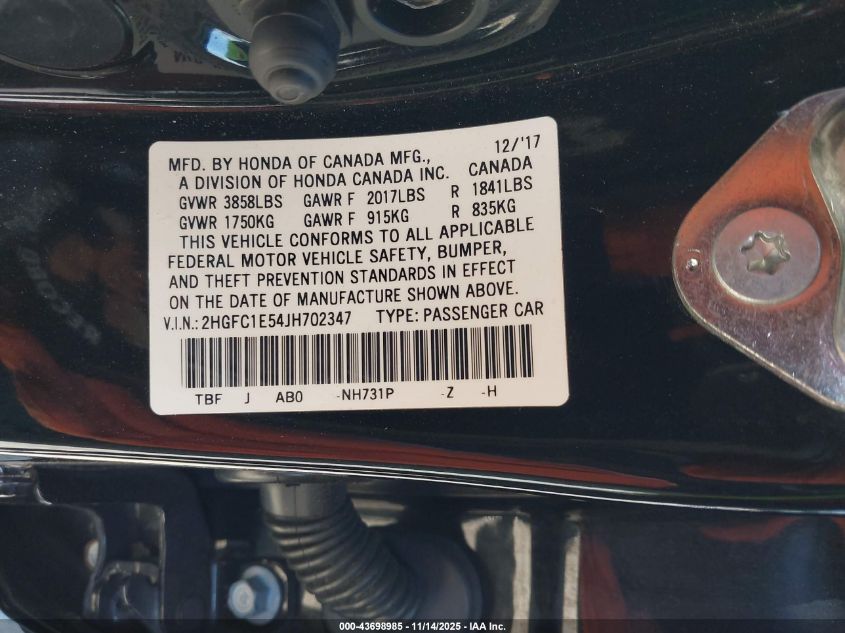 12/'17
MFD. BY HONDA OF CANADA MFG., CANADA
A DIVISION OF HONDA CANADA INC.
GVWR 3858LBS GAWR F 2017LBS R 1841LBS
GVWR 1750KG GAWR F 915KG R 835KG
THIS VEHICLE CONFORMS TO ALL APPLICABLE
FEDERAL MOTOR VEHICLE SAFETY, BUMPER,
AND THEFT PREVENTION STANDARDS IN EFFECT
ON THE DATE OF MANUFACTURE SHOWN ABOVE.
V.I.N.:2HGFC1E54JH702347 TYPE:PASSENGER CAR
TBF J AB0 -NH731P -Z -H
000-43698985 - 11/14/2025 - IAA Inc.